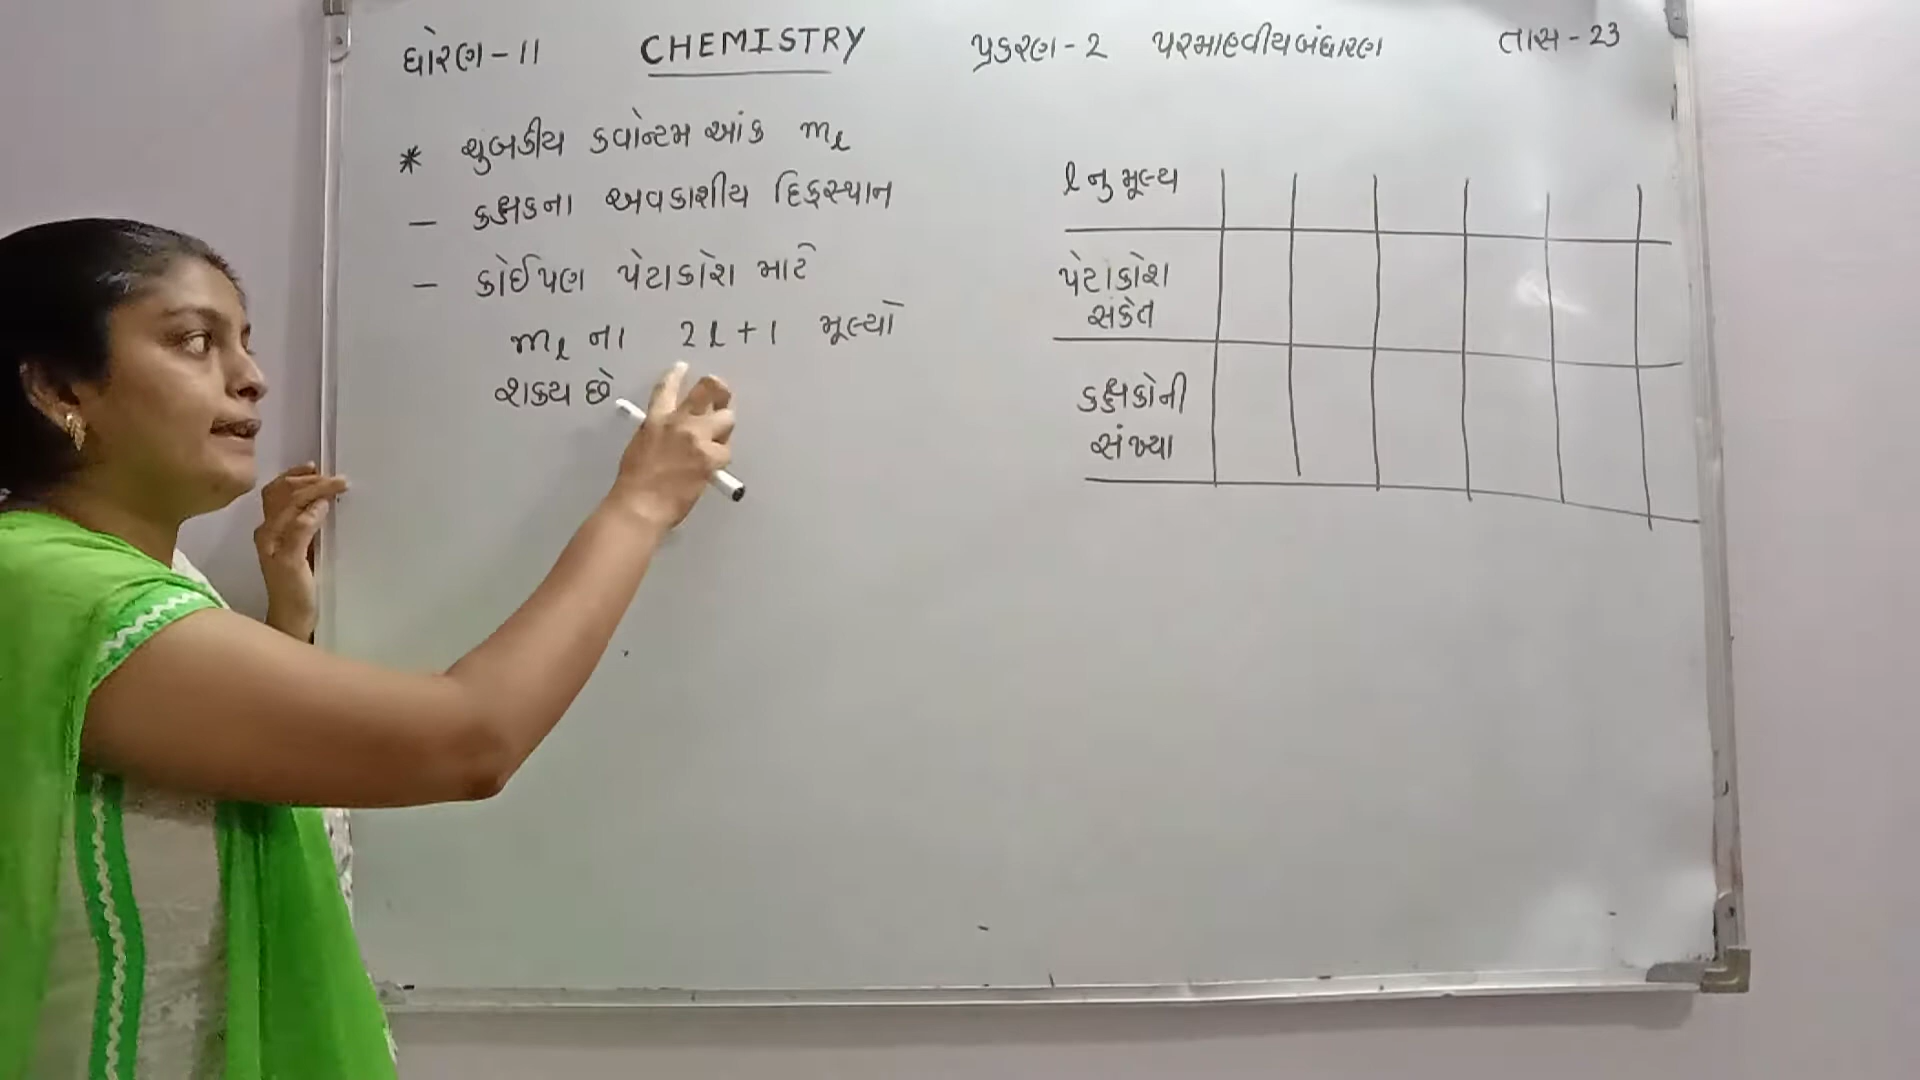 ધોરણ - 11 CHEMISTRY પ્રકરણ - 2 પરમાણ્વીય બંધારણ તાસ - 23
* ચુંબકીય ક્વોન્ટમ આંક mₗ
– કક્ષકના અવકાશીય દિક્સ્થાન
– કોઈપણ પેટાકોશ માટે
mₗ ના 2l + 1 મૂલ્યો
શક્ય છે
l નુ મૂલ્ય
પેટાકોશ
સંકેત
કક્ષકોની
સંખ્યા